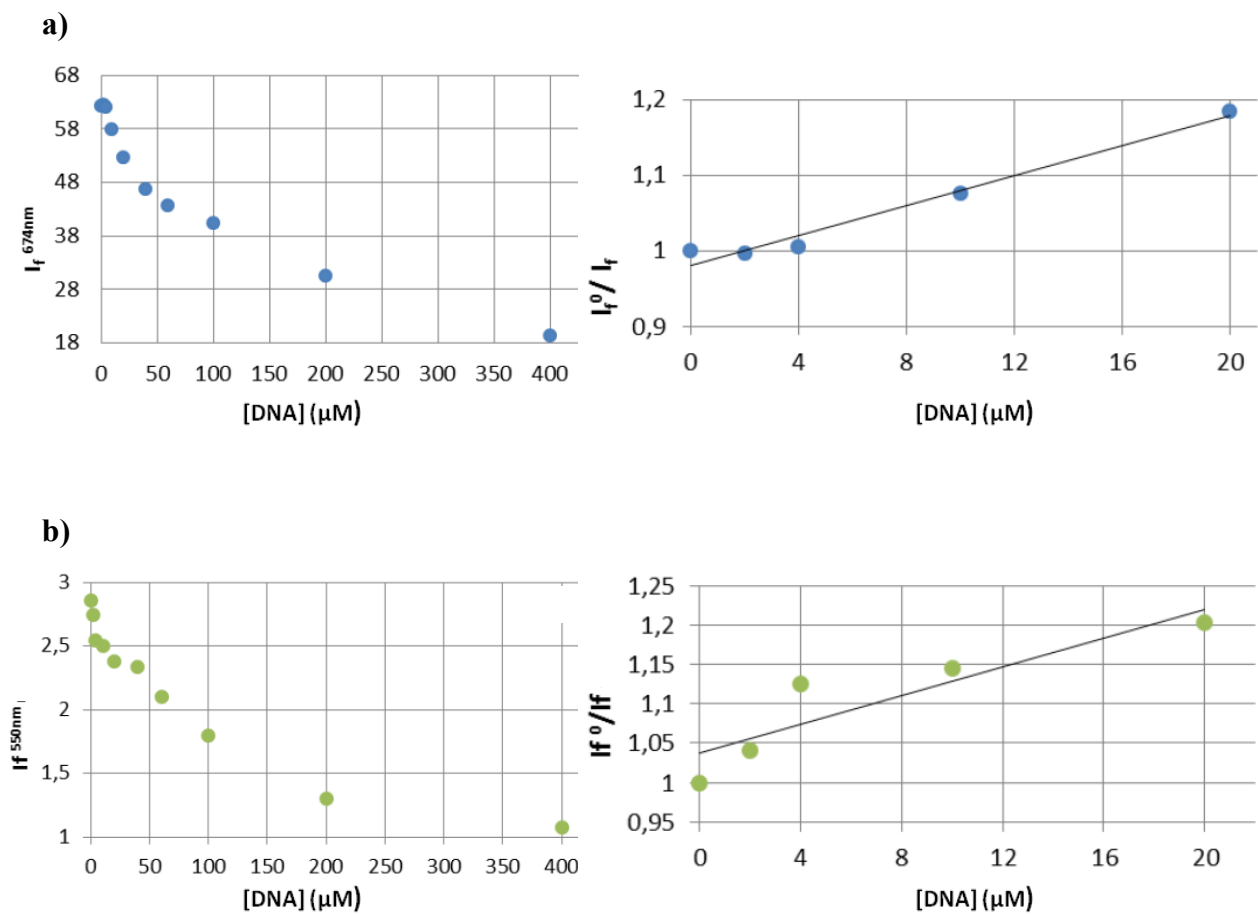 a)
I_f 674nm
68
58
48
38
28
18
0 50 100 150 200 250 300 350 400
[DNA] (μM)
I_f^0/ I_f
1,2
1,1
1
0,9
0 4 8 12 16 20
[DNA] (μM)
b)
If 550nm
3
2,5
2
1,5
1
0 50 100 150 200 250 300 350 400
[DNA] (μM)
If 0/If
1,25
1,2
1,15
1,1
1,05
1
0,95
0 4 8 12 16 20
[DNA] (μM)